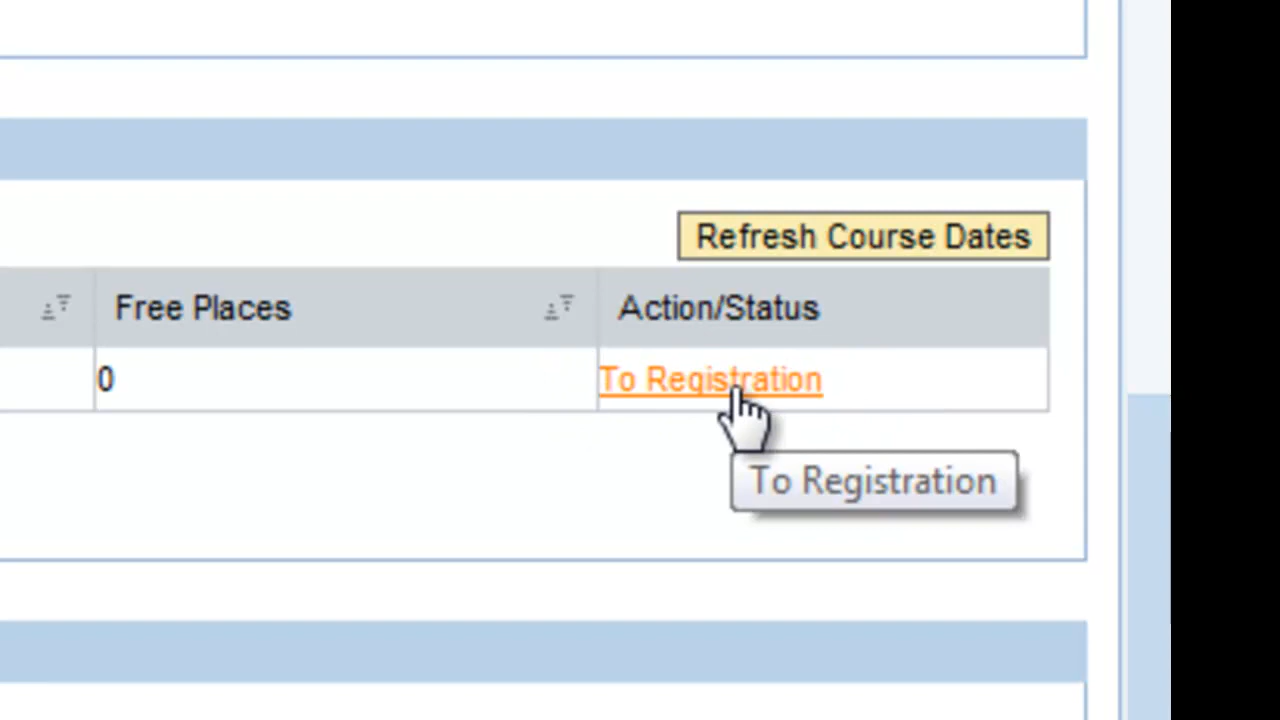 Refresh Course Dates
Free Places Action/Status
0 To Registration
To Registration